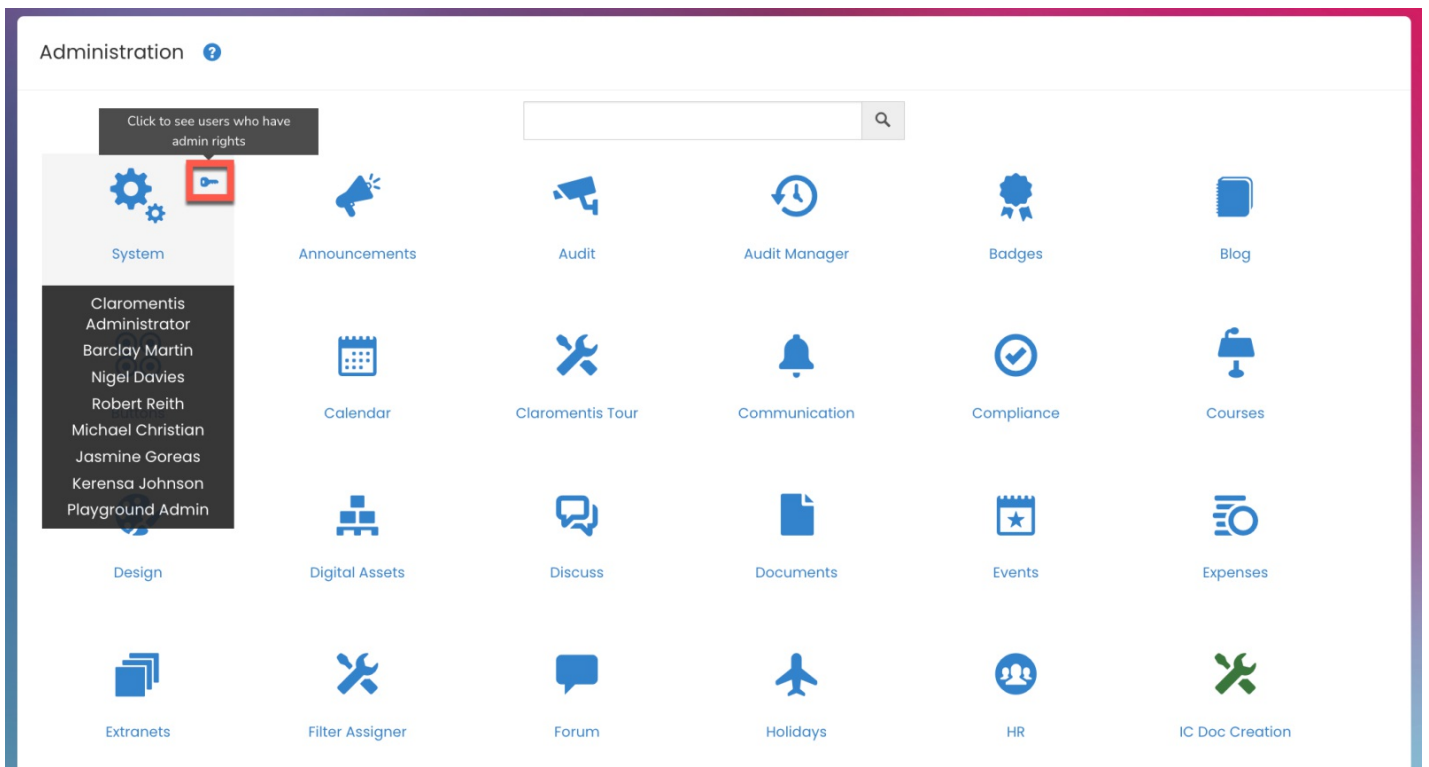 Administration
Click to see users who have
admin rights
System
Announcements
Audit
Audit Manager
Badges
Blog
Claromentis
Administrator
Barclay Martin
Nigel Davies
Robert Reith
Michael Christian
Jasmine Goreas
Kerensa Johnson
Playground Admin
Calendar
Claromentis Tour
Communication
Compliance
Courses
Design
Digital Assets
Discuss
Documents
Events
Expenses
Extranets
Filter Assigner
Forum
Holidays
HR
IC Doc Creation